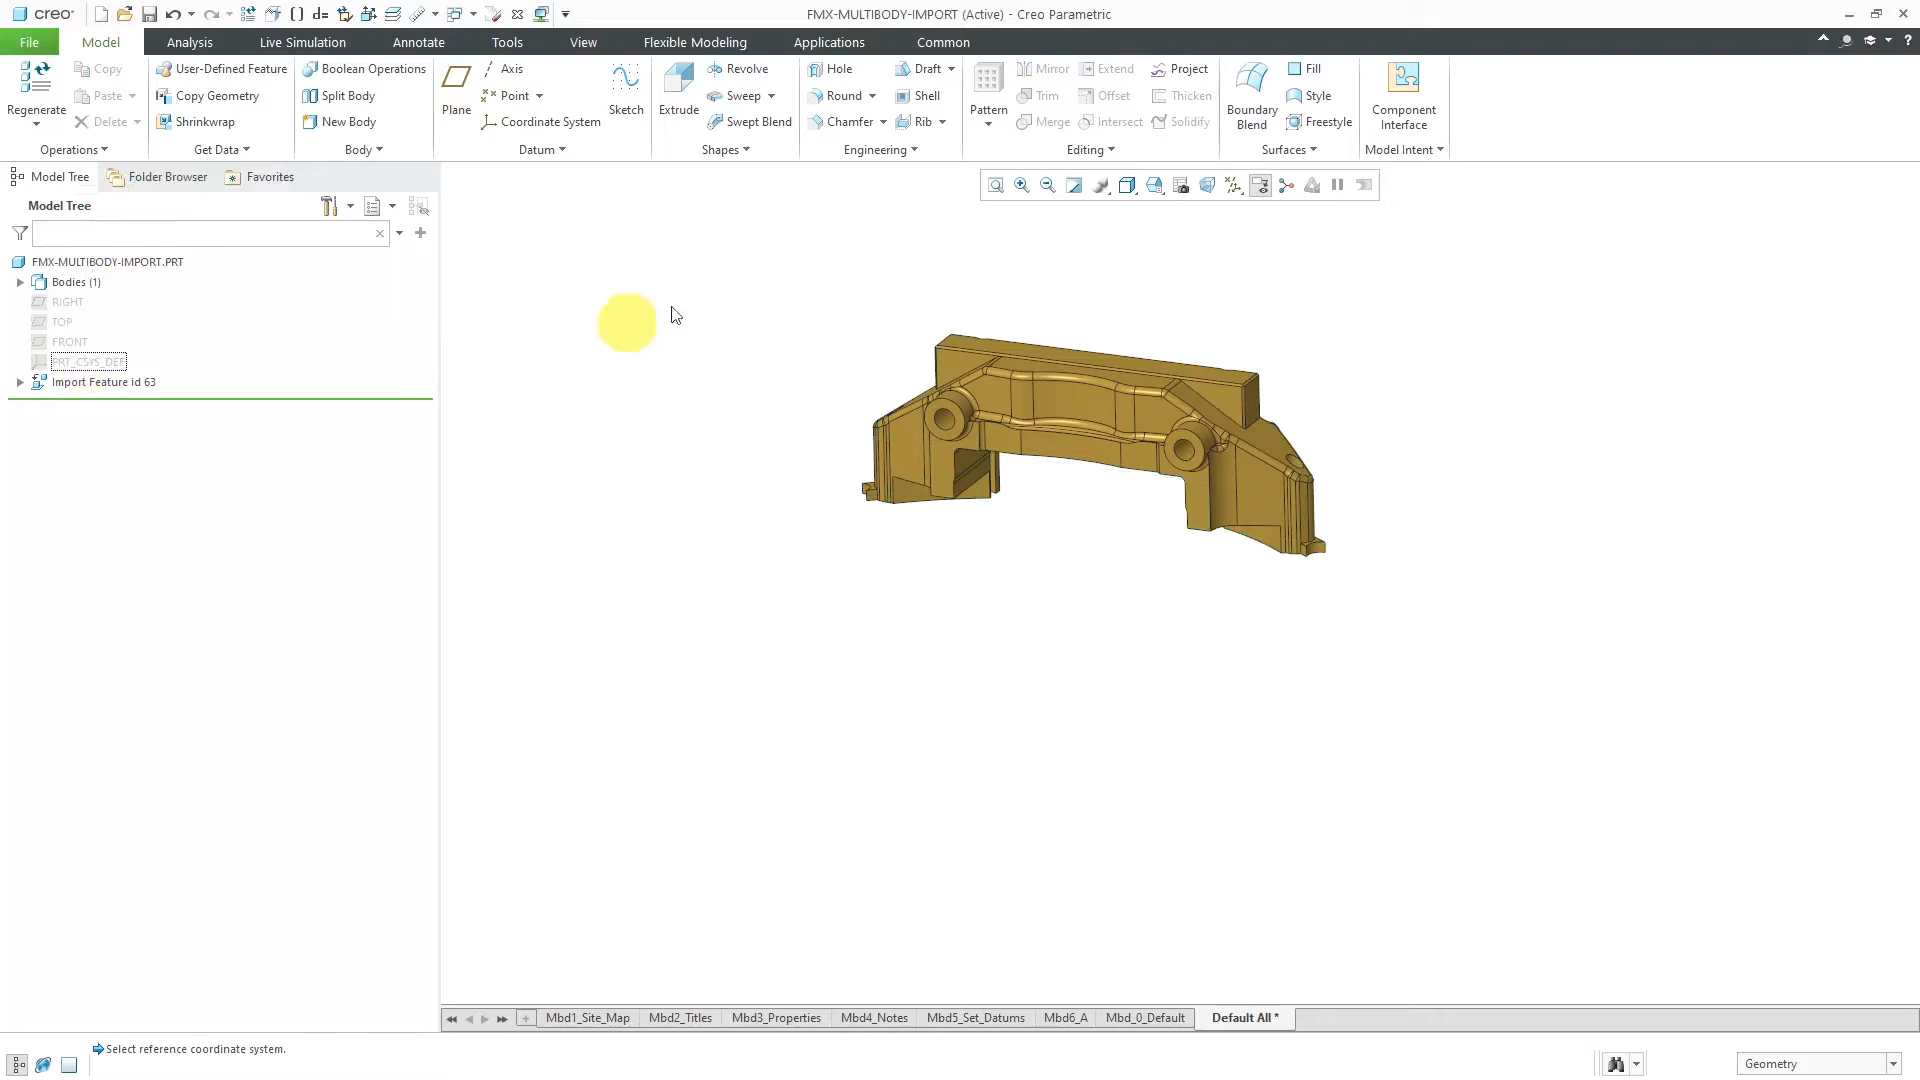 creo
FMX-MULTIBODY-IMPORT (Active) - Creo Parametric
File Model Analysis Live Simulation Annotate Tools View Flexible Modeling Applications Common
Regenerate
Copy
Paste
Delete
Operations
User-Defined Feature
Copy Geometry
Shrinkwrap
Get Data
Boolean Operations
Split Body
New Body
Body
Plane
Axis
Point
Coordinate System
Sketch
Datum
Extrude
Revolve
Sweep
Swept Blend
Shapes
Hole
Round
Chamfer
Draft
Shell
Rib
Engineering
Pattern
Mirror
Trim
Merge
Extend
Offset
Intersect
Project
Thicken
Solidify
Editing
Boundary
Blend
Fill
Style
Freestyle
Surfaces
Component
Interface
Model Intent
Model Tree Folder Browser Favorites
Model Tree
FMX-MULTIBODY-IMPORT.PRT
Bodies (1)
RIGHT
TOP
FRONT
PRT_CSYS_DEF
Import Feature id 63
Mbd1_Site_Map Mbd2_Titles Mbd3_Properties Mbd4_Notes Mbd5_Set_Datums Mbd6_A Mbd_0_Default Default All *
Select reference coordinate system.
Geometry